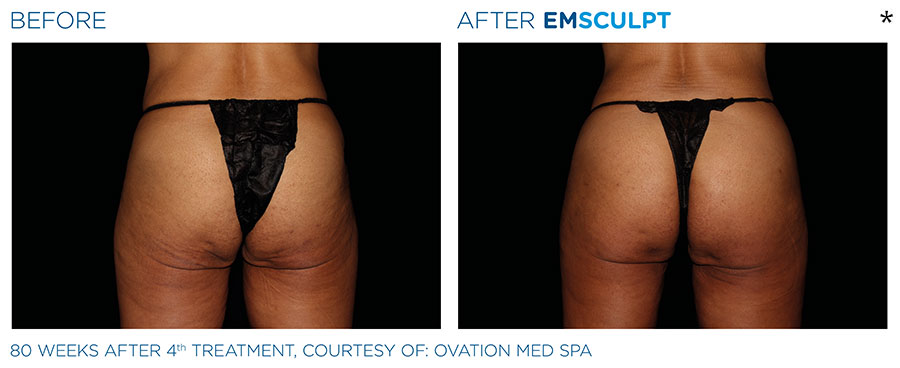 BEFORE
AFTER EMSCULPT
*
80 WEEKS AFTER 4th TREATMENT, COURTESY OF: OVATION MED SPA